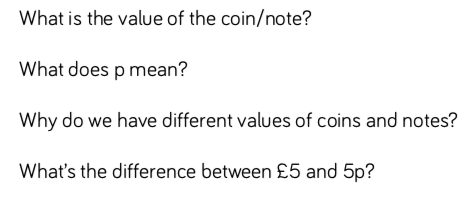 What is the value of the coin/note?
What does p mean?
Why do we have different values of coins and notes?
What's the difference between £5 and 5p?